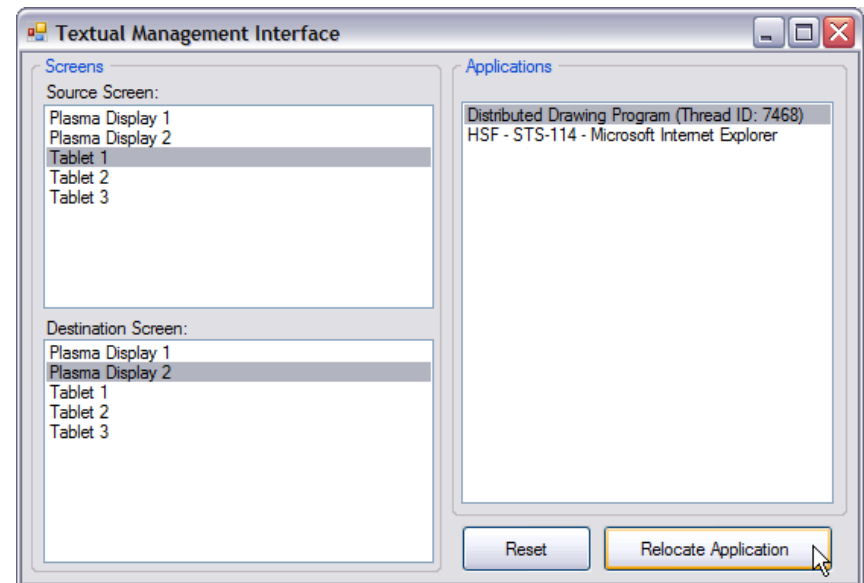 Textual Management Interface
Screens
Source Screen:
Plasma Display 1
Plasma Display 2
Tablet 1
Tablet 2
Tablet 3
Destination Screen:
Plasma Display 1
Plasma Display 2
Tablet 1
Tablet 2
Tablet 3
Applications
Distributed Drawing Program (Thread ID: 7468)
HSF - STS-114 - Microsoft Internet Explorer
Reset
Relocate Application